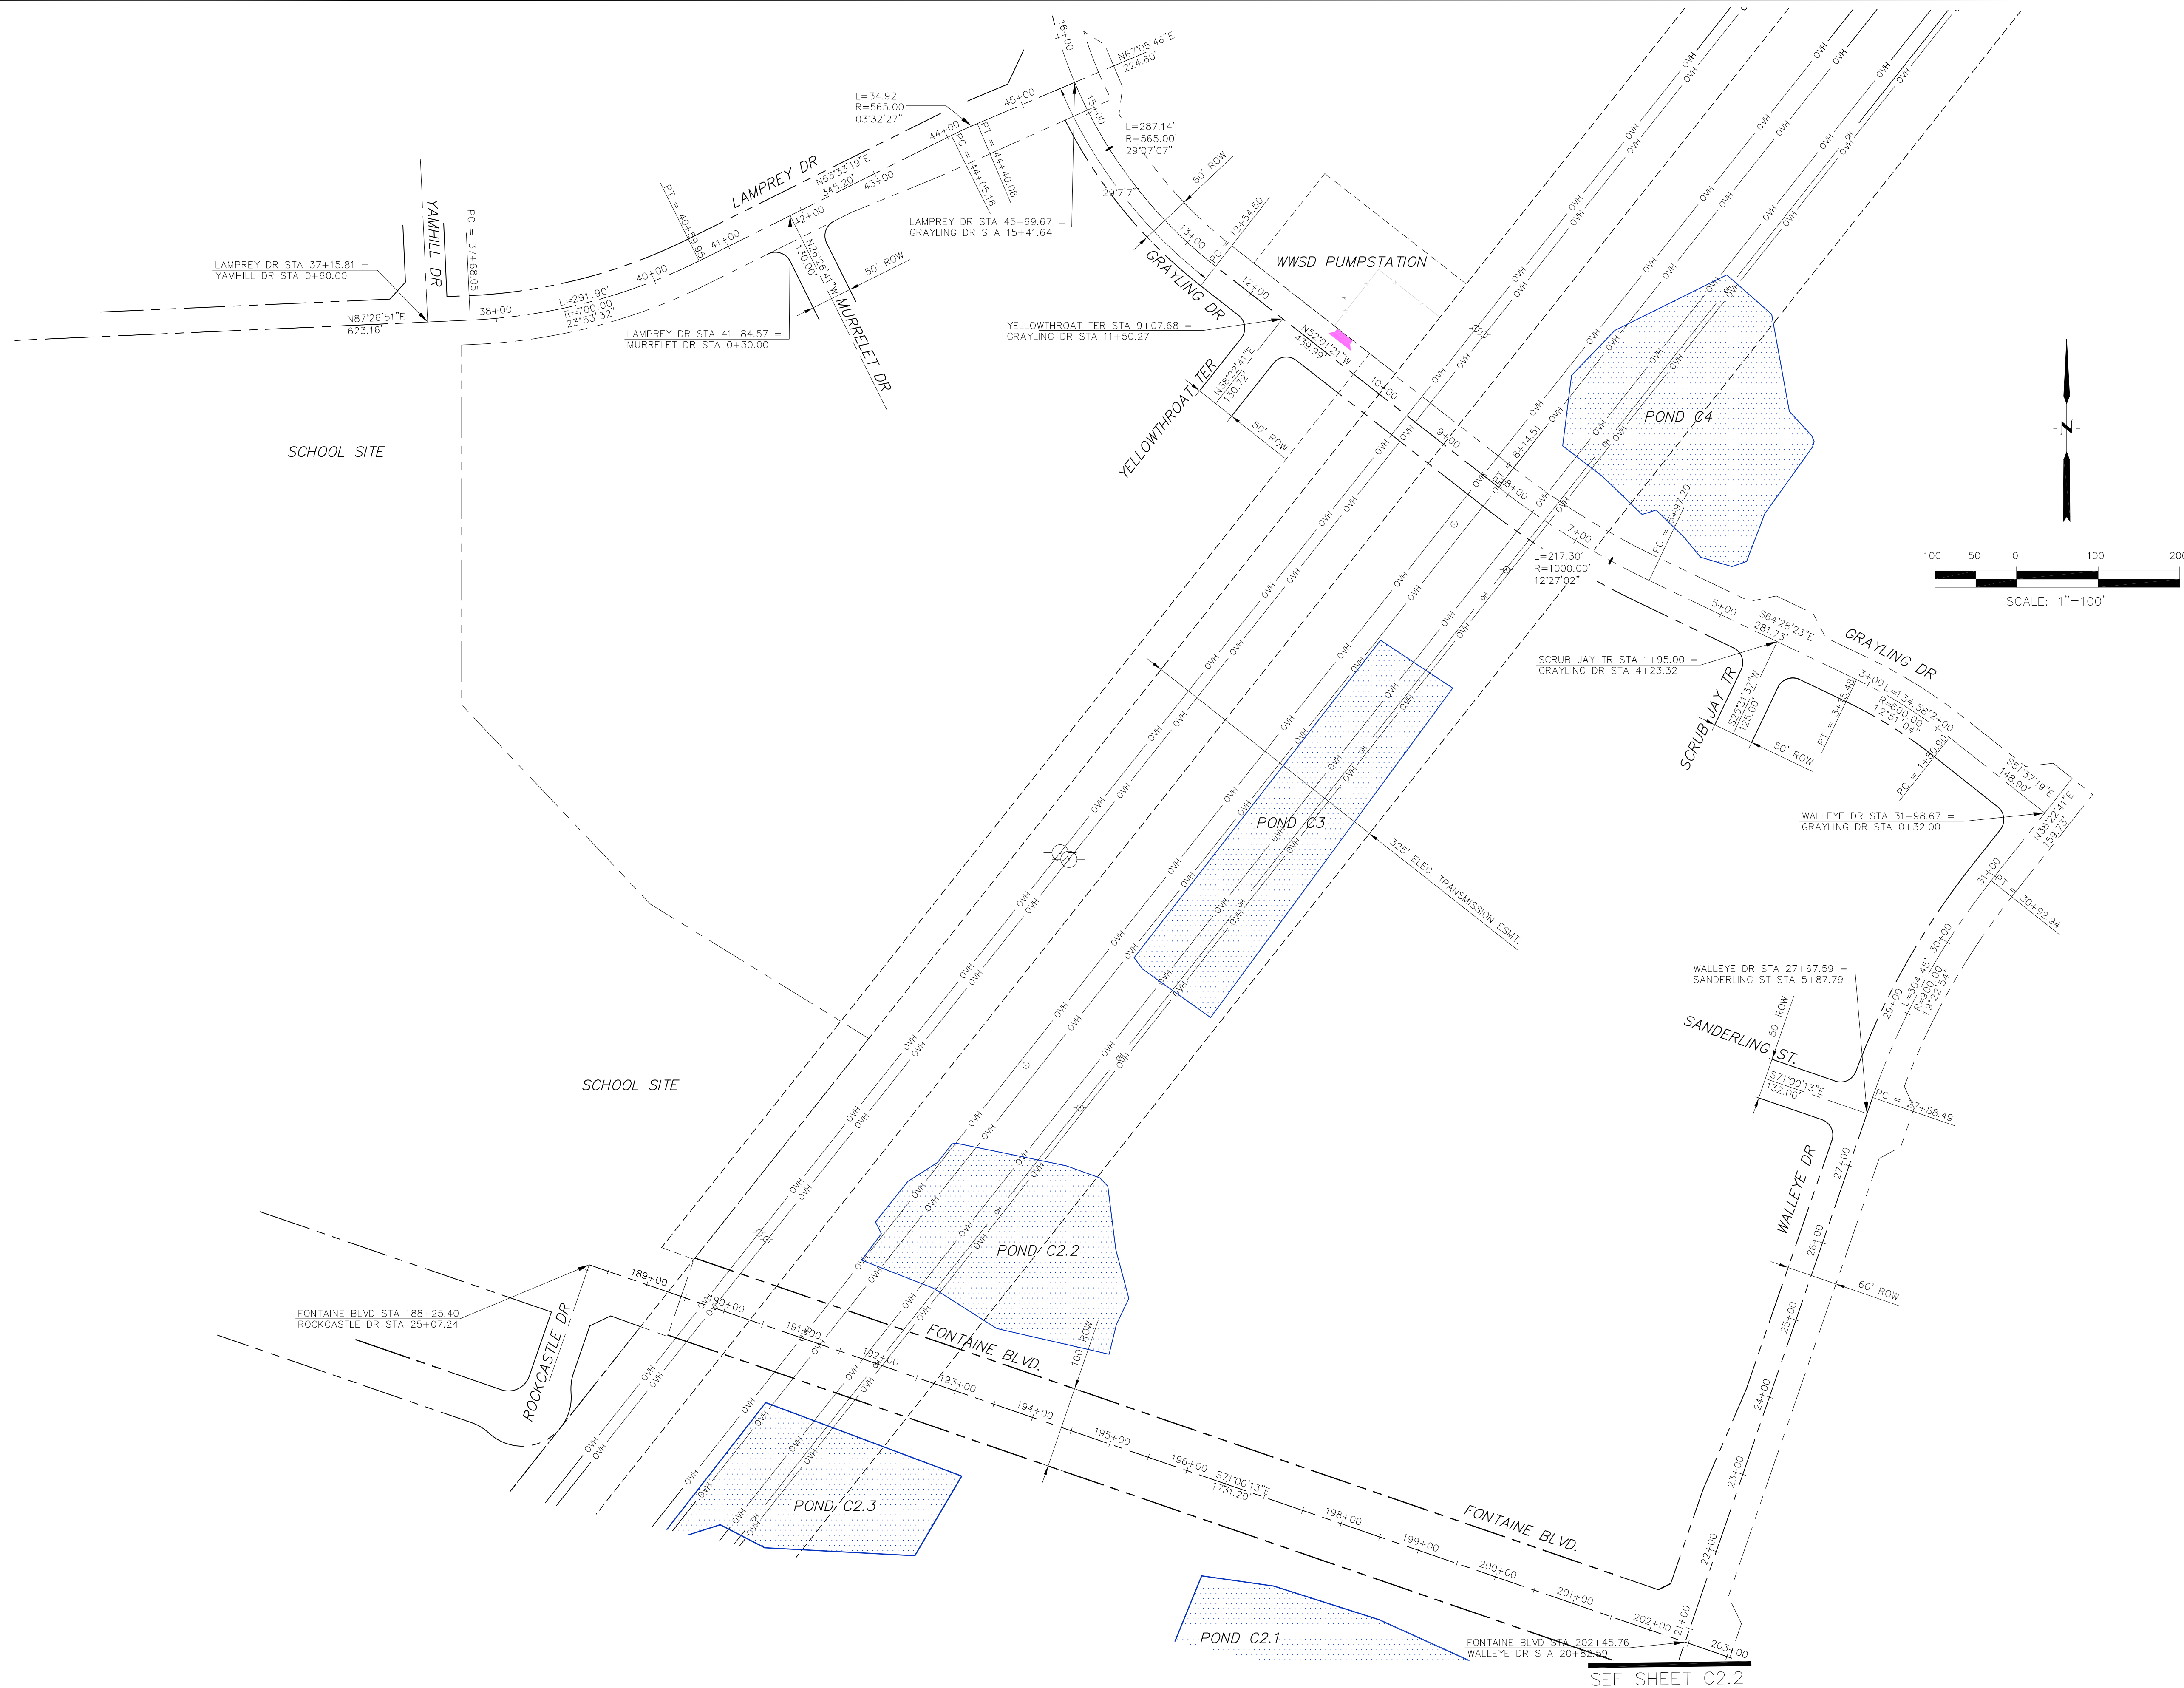 16+00
N67°05'46"E
224.60'
L=34.92
R=565.00
03°32'27"
45+00
15+00
44+00
PC = 44+05.16
PT = 44+40.08
L=287.14'
R=565.00'
29°07'07"
29°7'7"
60' ROW
LAMPREY DR
N63°33'19"E
345.20'
43+00
42+00
41+00
40+00
PT = 40+59.95
LAMPREY DR STA 45+69.67 =
GRAYLING DR STA 15+41.64
YAMHILL DR
PC = 37+68.05
LAMPREY DR STA 37+15.81 =
YAMHILL DR STA 0+60.00
N87°26'51"E
623.16'
38+00
L=291.90'
R=700.00
23°53'32"
LAMPREY DR STA 41+84.57 =
MURRELET DR STA 0+30.00
N26°26'41"W
130.00'
50' ROW
MURRELET DR
13+00
PC = 12+54.50
GRAYLING DR
12+00
WWSD PUMPSTATION
YELLOWTHROAT TER STA 9+07.68 =
GRAYLING DR STA 11+50.27
N52°01'21"W
439.99'
YELLOWTHROAT TER
N38°22'41"E
130.72'
50' ROW
10+00
9+00
PT = 8+14.51
8+00
7+00
POND C4
PC = 5+97.20
L=217.30'
R=1000.00'
12°27'02"
N
100 50 0 100 200
SCALE: 1"=100'
SCHOOL SITE
5+00
S64°28'23"E
281.73'
GRAYLING DR
SCRUB JAY TR STA 1+95.00 =
GRAYLING DR STA 4+23.32
SCRUB JAY TR
S25°31'37"W
125.00'
50' ROW
3+00
PT = 3+15.48
L=134.58'
R=600.00
12°51'04"
2+00
PC = 1+80.90
S51°37'19"E
148.90'
WALLEYE DR STA 31+98.67 =
GRAYLING DR STA 0+32.00
N38°22'41"E
159.73'
31+00
PT = 30+92.94
30+00
L=304.45'
R=900.00
19°22'54"
29+00
POND C3
325' ELEC. TRANSMISSION ESMT.
WALLEYE DR STA 27+67.59 =
SANDERLING ST STA 5+87.79
50' ROW
SANDERLING ST.
S71°00'13"E
132.00'
PC = 27+88.49
27+00
WALLEYE DR
26+00
60' ROW
25+00
24+00
23+00
22+00
21+00
SCHOOL SITE
POND C2.2
FONTAINE BLVD STA 188+25.40
ROCKCASTLE DR STA 25+07.24
ROCKCASTLE DR
189+00
190+00
191+00
192+00
193+00
194+00
195+00
196+00
FONTAINE BLVD.
100' ROW
S71°00'13"E
1731.20'
198+00
199+00
200+00
201+00
202+00
203+00
FONTAINE BLVD.
POND C2.3
POND C2.1
FONTAINE BLVD STA 202+45.76
WALLEYE DR STA 20+82.59
SEE SHEET C2.2
OVH
OH